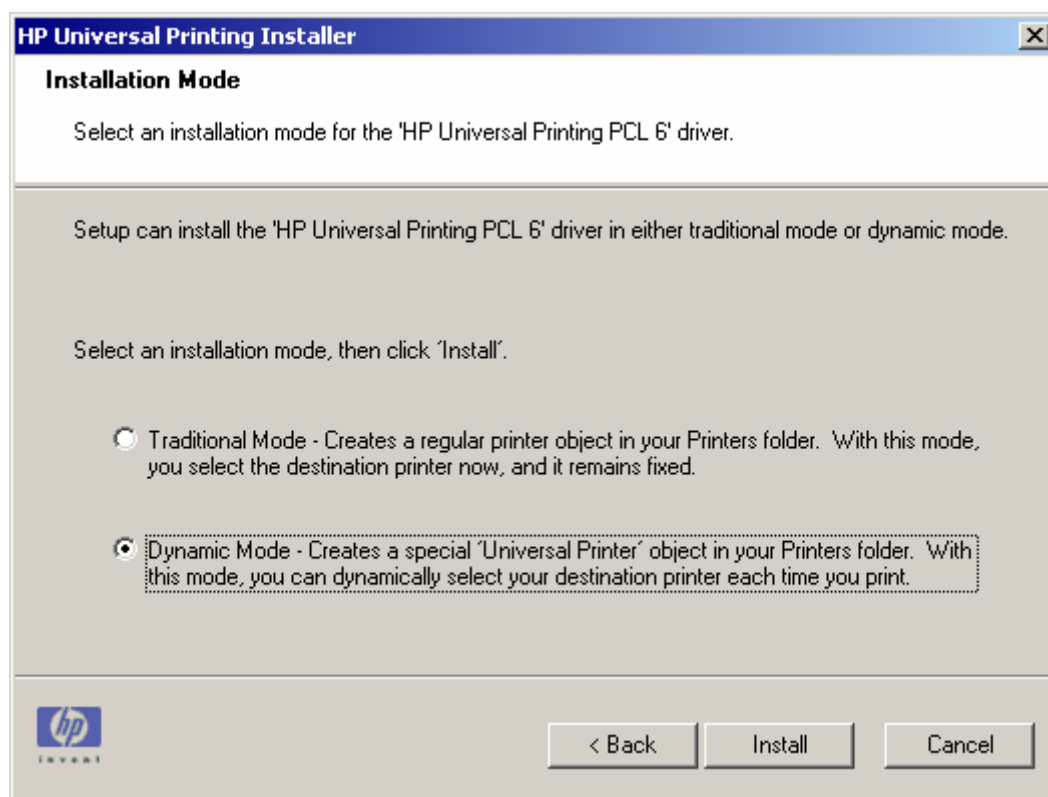 HP Universal Printing Installer
Installation Mode
Select an installation mode for the 'HP Universal Printing PCL 6' driver.
Setup can install the 'HP Universal Printing PCL 6' driver in either traditional mode or dynamic mode.
Select an installation mode, then click ´Install´.
Traditional Mode - Creates a regular printer object in your Printers folder.  With this mode,
you select the destination printer now, and it remains fixed.
Dynamic Mode - Creates a special ´Universal Printer´ object in your Printers folder.  With
this mode, you can dynamically select your destination printer each time you print.
hp
invent
< Back
Install
Cancel